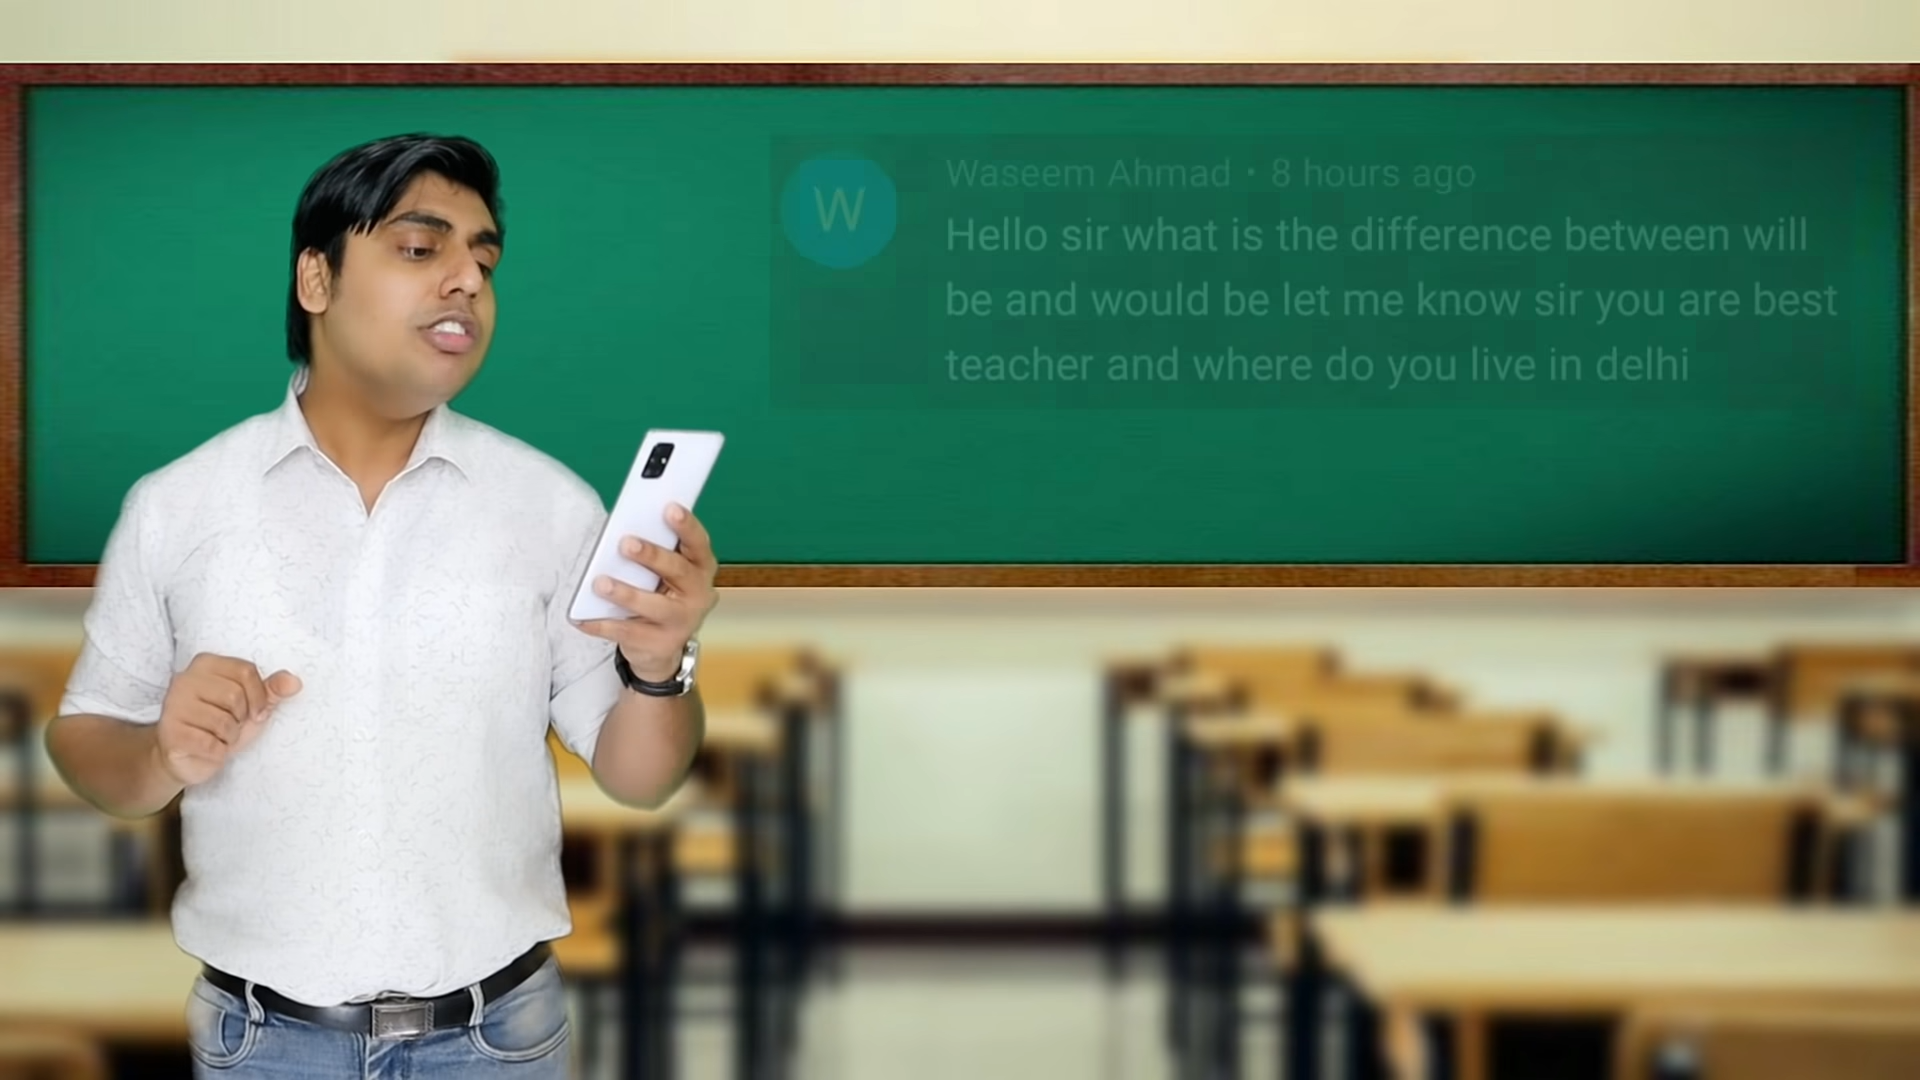 W
Waseem Ahmad • 8 hours ago
Hello sir what is the difference between will
be and would be let me know sir you are best
teacher and where do you live in delhi